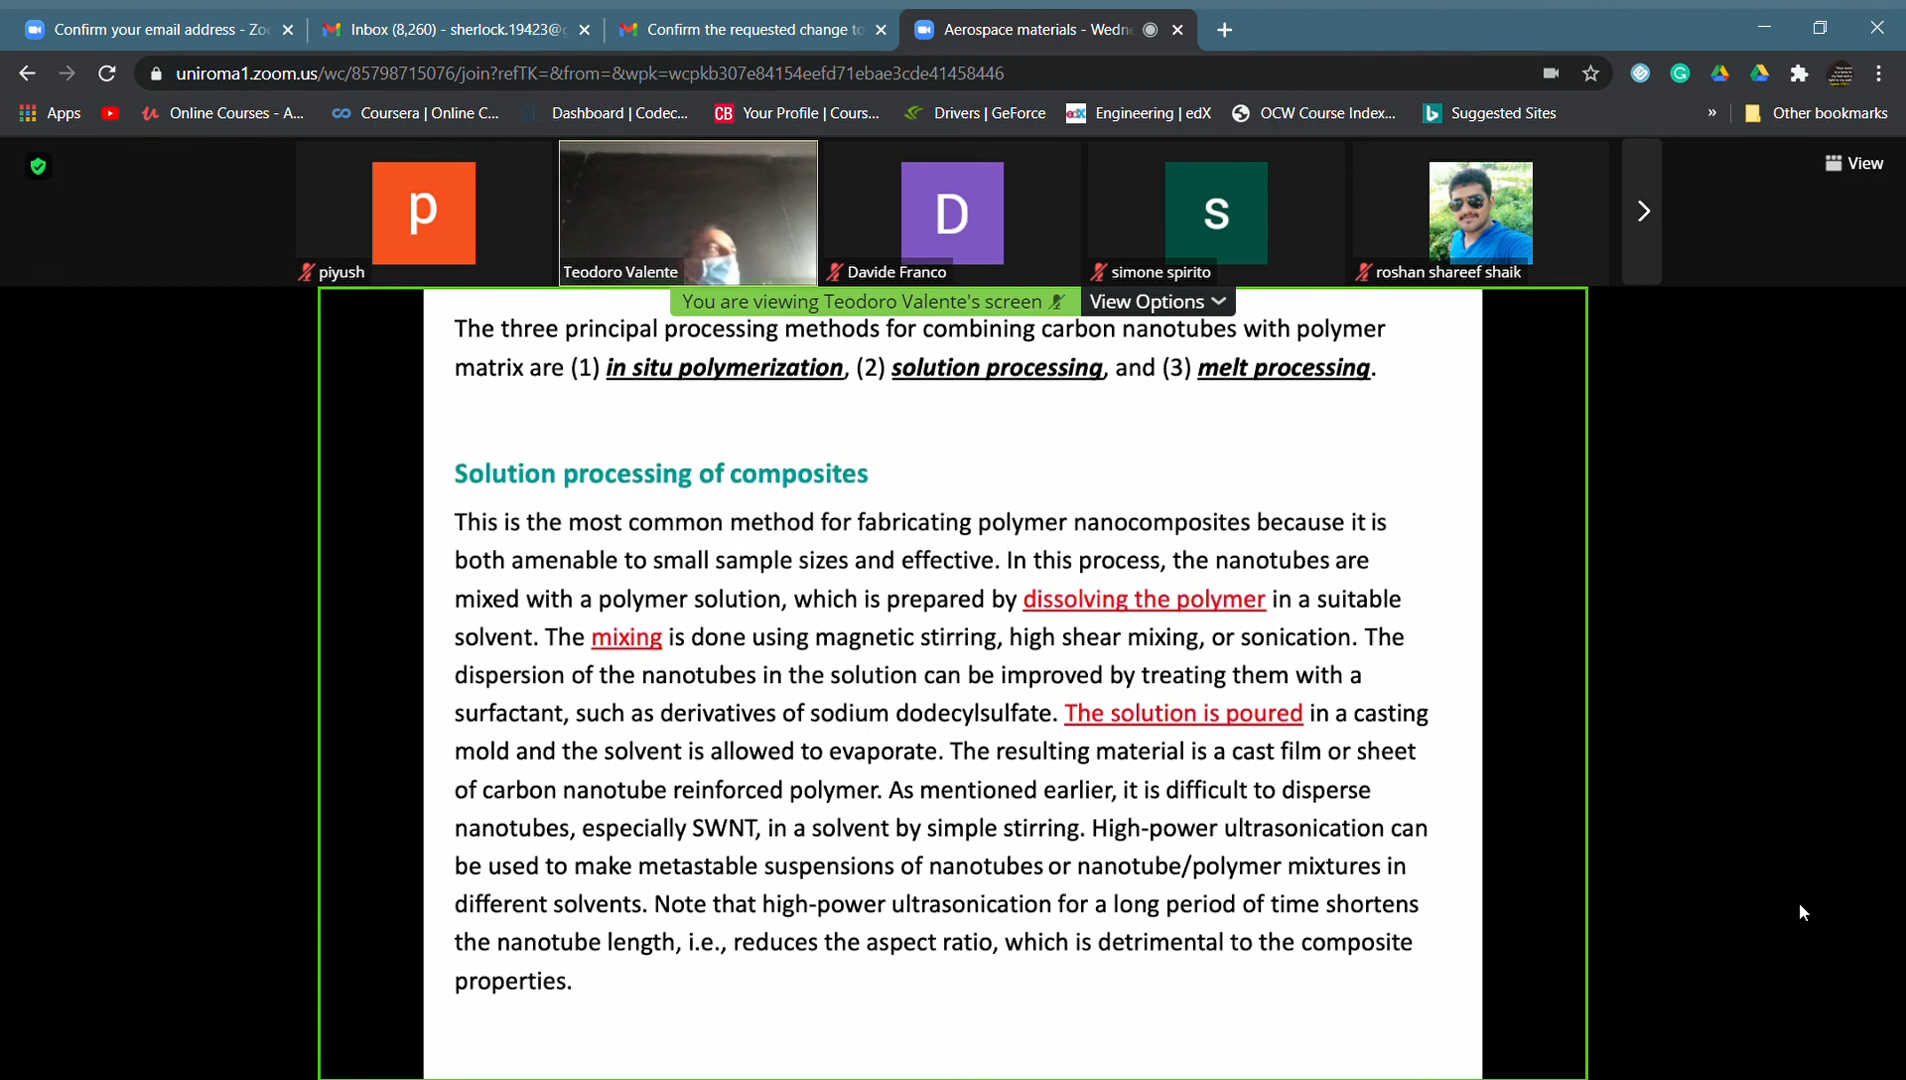 Confirm your email address - Zo
Inbox (8,260) - sherlock.19423@g
Confirm the requested change to
Aerospace materials - Wedne
uniroma1.zoom.us/wc/85798715076/join?refTK=&from=&wpk=wcpkb307e84154eefd71ebae3cde41458446
Apps
Online Courses - A...
Coursera | Online C...
Dashboard | Codec...
CB
Your Profile | Cours...
Drivers | GeForce
edX
Engineering | edX
OCW Course Index...
Suggested Sites
»
Other bookmarks
View
p
D
s
piyush
Teodoro Valente
Davide Franco
simone spirito
roshan shareef shaik
You are viewing Teodoro Valente's screen
View Options
The three principal processing methods for combining carbon nanotubes with polymer
matrix are (1) in situ polymerization, (2) solution processing, and (3) melt processing.
Solution processing of composites
This is the most common method for fabricating polymer nanocomposites because it is
both amenable to small sample sizes and effective. In this process, the nanotubes are
mixed with a polymer solution, which is prepared by dissolving the polymer in a suitable
solvent. The mixing is done using magnetic stirring, high shear mixing, or sonication. The
dispersion of the nanotubes in the solution can be improved by treating them with a
surfactant, such as derivatives of sodium dodecylsulfate. The solution is poured in a casting
mold and the solvent is allowed to evaporate. The resulting material is a cast film or sheet
of carbon nanotube reinforced polymer. As mentioned earlier, it is difficult to disperse
nanotubes, especially SWNT, in a solvent by simple stirring. High-power ultrasonication can
be used to make metastable suspensions of nanotubes or nanotube/polymer mixtures in
different solvents. Note that high-power ultrasonication for a long period of time shortens
the nanotube length, i.e., reduces the aspect ratio, which is detrimental to the composite
properties.